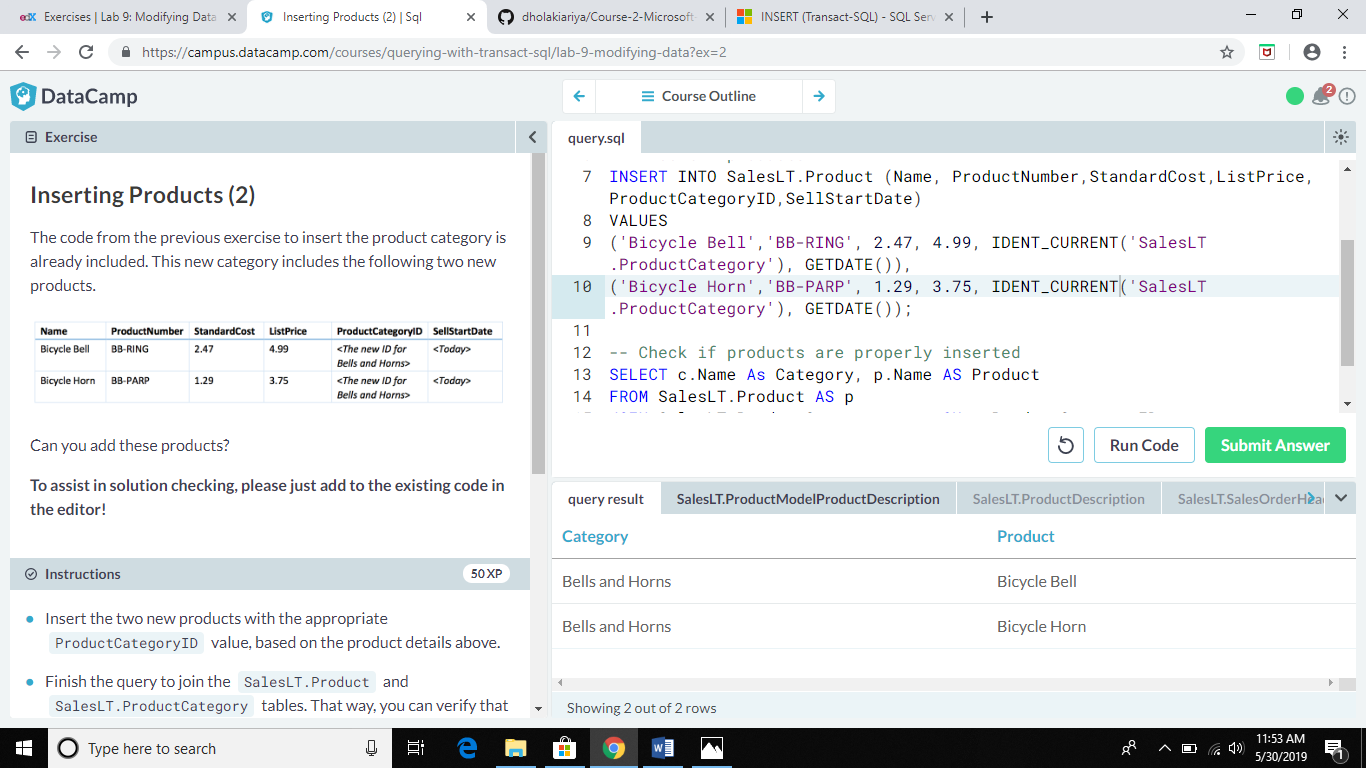 Exercises | Lab 9: Modifying Data
Inserting Products (2) | Sql
dholakiariya/Course-2-Microsoft-
INSERT (Transact-SQL) - SQL Serv
https://campus.datacamp.com/courses/querying-with-transact-sql/lab-9-modifying-data?ex=2
DataCamp
Course Outline
2
Exercise
query.sql
Inserting Products (2)
The code from the previous exercise to insert the product category is
already included. This new category includes the following two new
products.
Name ProductNumber StandardCost ListPrice ProductCategoryID SellStartDate
Bicycle Bell BB-RING 2.47 4.99 <The new ID for <Today>
Bells and Horns>
Bicycle Horn BB-PARP 1.29 3.75 <The new ID for <Today>
Bells and Horns>
Can you add these products?
To assist in solution checking, please just add to the existing code in
the editor!
Instructions 50 XP
Insert the two new products with the appropriate
ProductCategoryID value, based on the product details above.
Finish the query to join the SalesLT.Product and
SalesLT.ProductCategory tables. That way, you can verify that
7 INSERT INTO SalesLT.Product (Name, ProductNumber,StandardCost,ListPrice,
ProductCategoryID,SellStartDate)
8 VALUES
9 ('Bicycle Bell','BB-RING', 2.47, 4.99, IDENT_CURRENT('SalesLT
.ProductCategory'), GETDATE()),
10 ('Bicycle Horn','BB-PARP', 1.29, 3.75, IDENT_CURRENT('SalesLT
.ProductCategory'), GETDATE());
11
12 -- Check if products are properly inserted
13 SELECT c.Name As Category, p.Name AS Product
14 FROM SalesLT.Product AS p
Run Code
Submit Answer
query result SalesLT.ProductModelProductDescription SalesLT.ProductDescription SalesLT.SalesOrderHea
Category Product
Bells and Horns Bicycle Bell
Bells and Horns Bicycle Horn
Showing 2 out of 2 rows
Type here to search
11:53 AM
5/30/2019
1